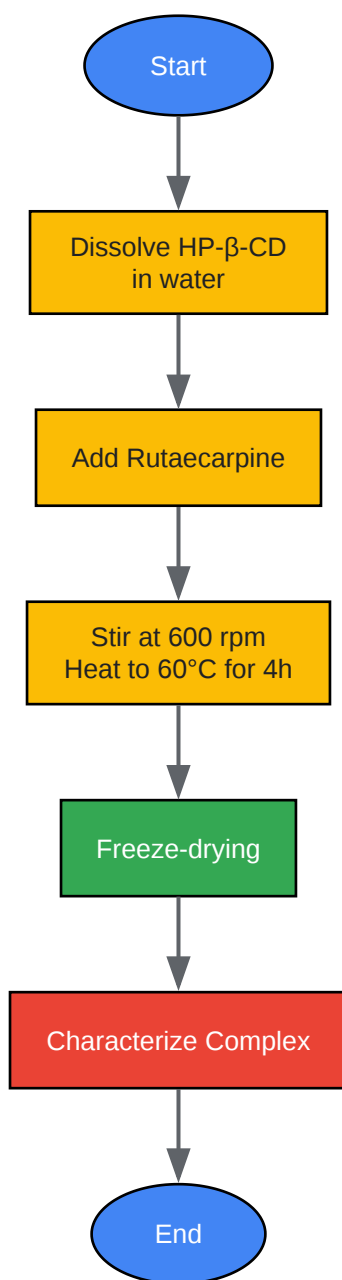 Start
Dissolve HP-β-CD
in water
Add Rutaecarpine
Stir at 600 rpm
Heat to 60°C for 4h
Freeze-drying
Characterize Complex
End